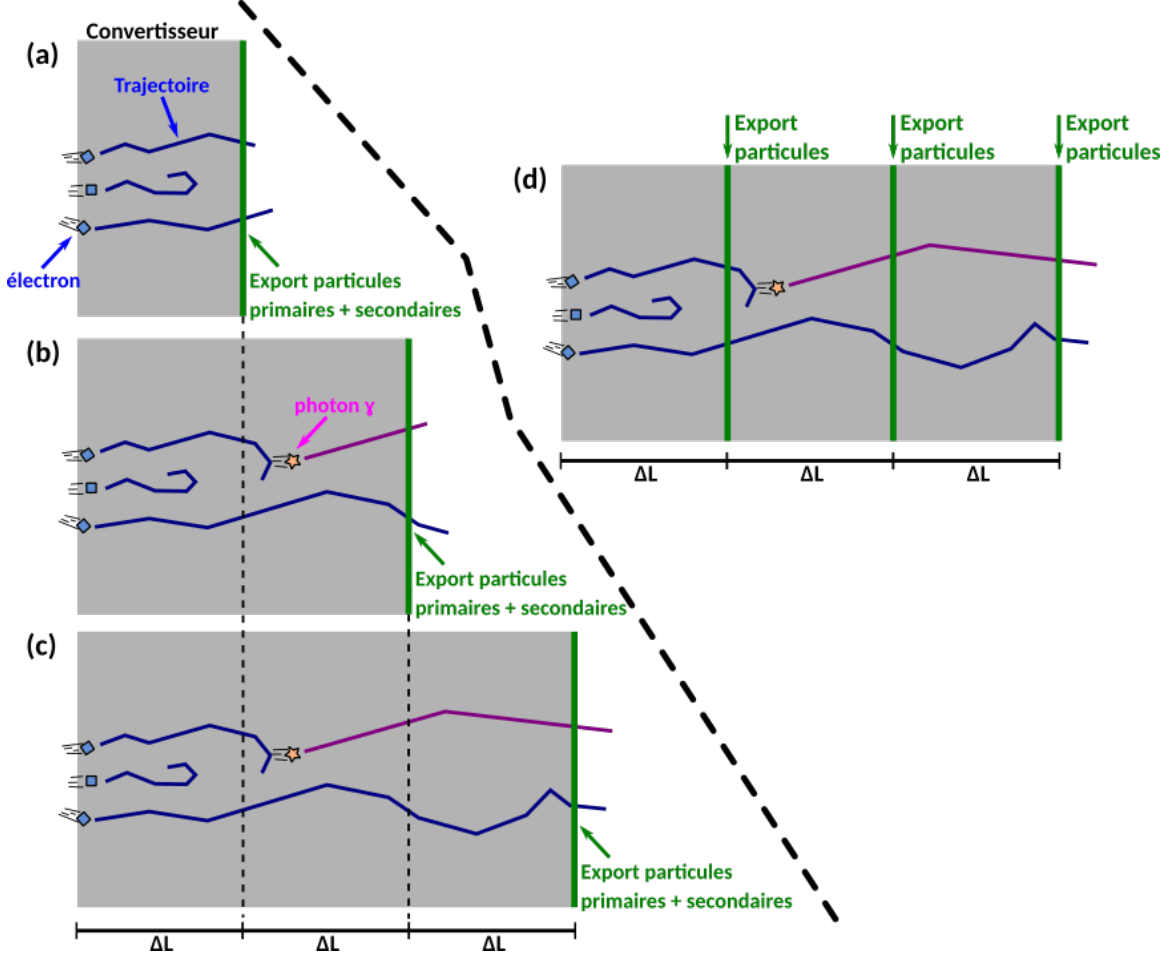 Convertisseur
(a)
Trajectoire
électron
Export particules
primaires + secondaires
(b)
photon ɣ
Export particules
primaires + secondaires
(c)
Export particules
primaires + secondaires
ΔL
ΔL
ΔL
(d)
Export
particules
Export
particules
Export
particules
ΔL
ΔL
ΔL